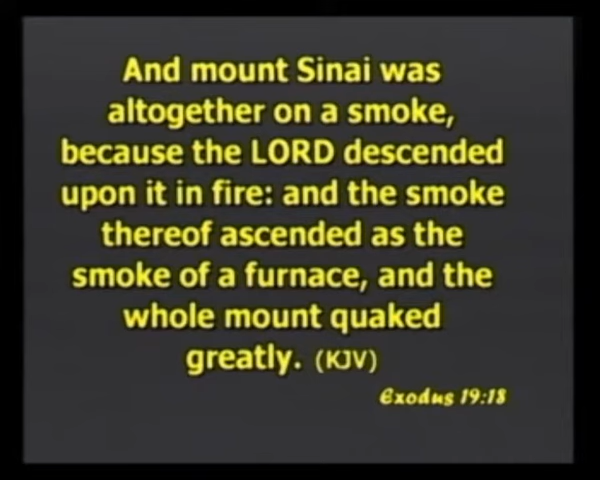 And mount Sinai was
altogether on a smoke,
because the LORD descended
upon it in fire: and the smoke
thereof ascended as the
smoke of a furnace, and the
whole mount quaked
greatly. (KJV)
Exodus 19:18